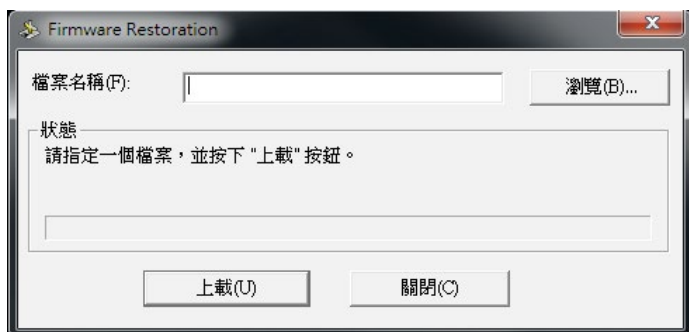 Firmware Restoration
檔案名稱(F):
瀏覽(B)...
狀態
請指定一個檔案，並按下 "上載" 按鈕。
上載(U)
關閉(C)